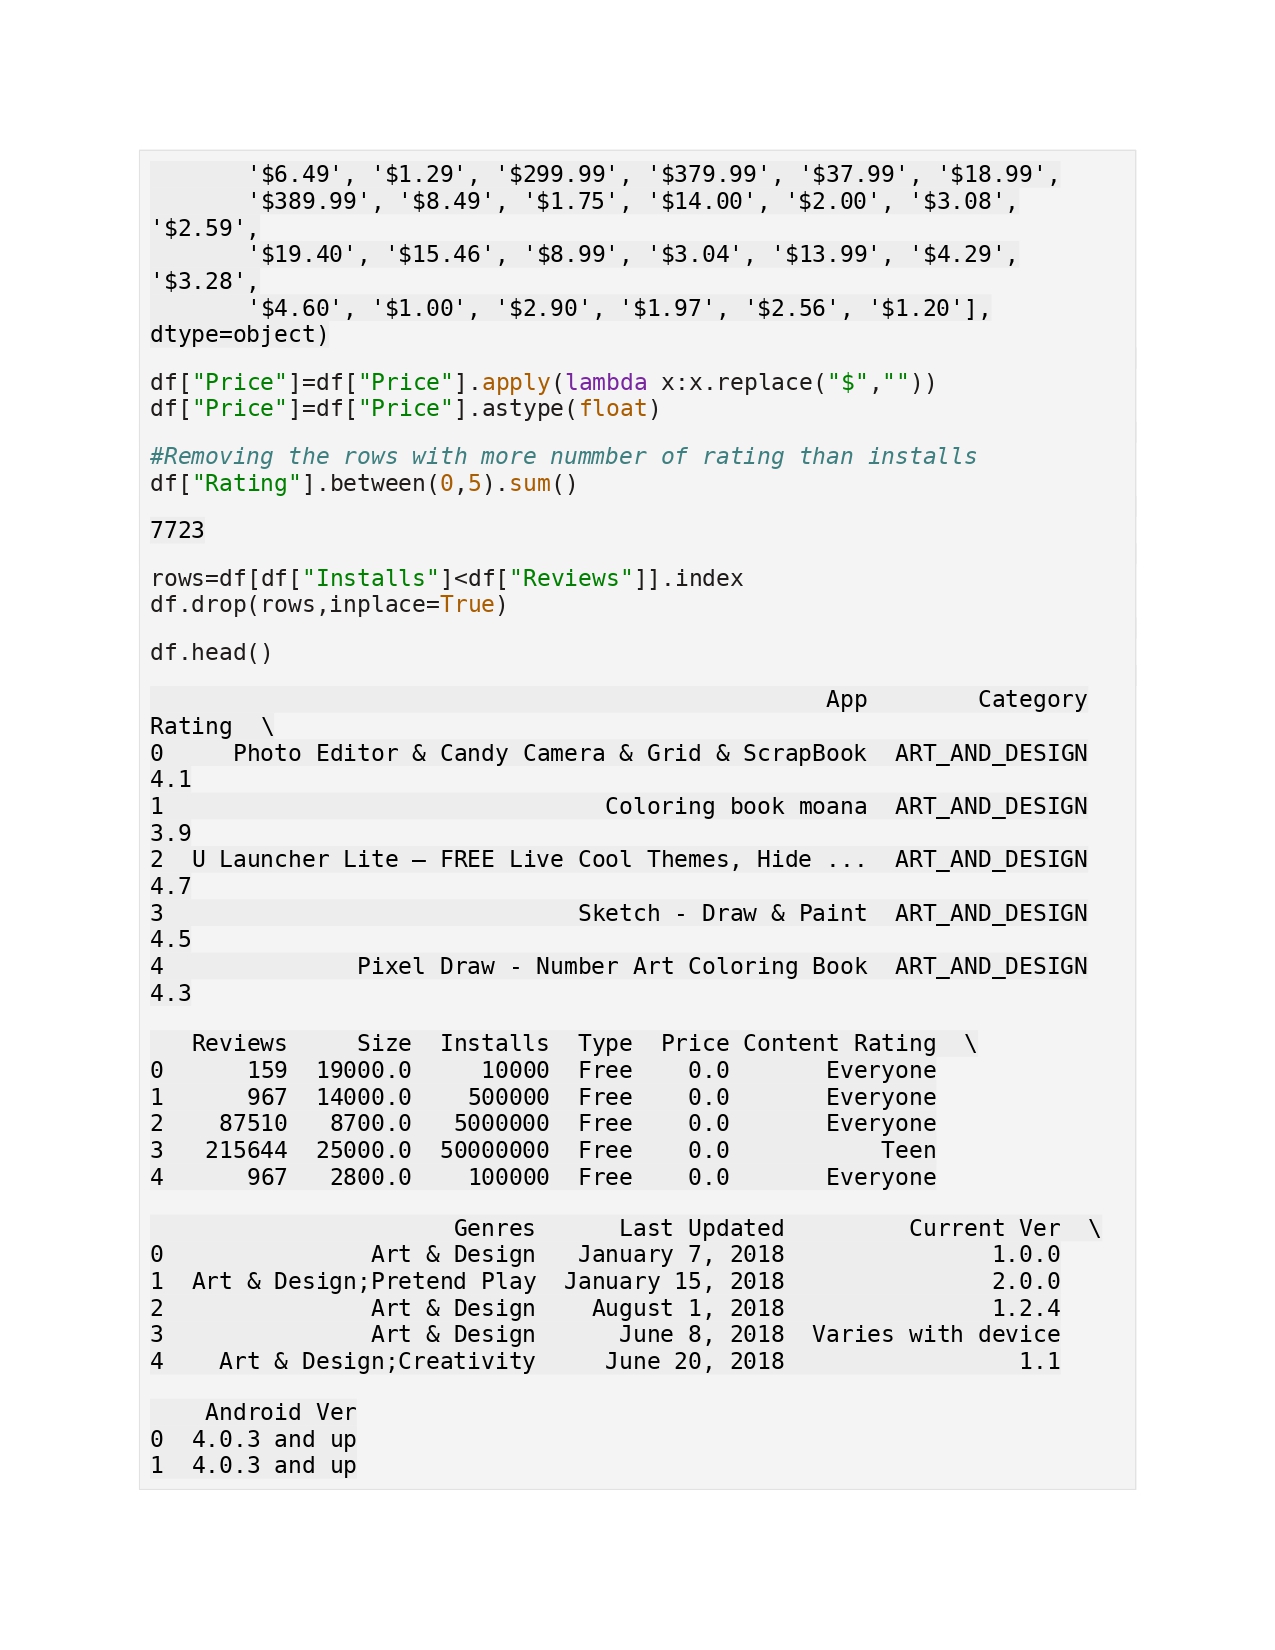 '$6.49', '$1.29', '$299.99', '$379.99', '$37.99', '$18.99',
       '$389.99', '$8.49', '$1.75', '$14.00', '$2.00', '$3.08',
'$2.59',
       '$19.40', '$15.46', '$8.99', '$3.04', '$13.99', '$4.29',
'$3.28',
       '$4.60', '$1.00', '$2.90', '$1.97', '$2.56', '$1.20'],
dtype=object)

df["Price"]=df["Price"].apply(lambda x:x.replace("$",""))
df["Price"]=df["Price"].astype(float)

#Removing the rows with more nummber of rating than installs
df["Rating"].between(0,5).sum()

7723

rows=df[df["Installs"]<df["Reviews"]].index
df.drop(rows,inplace=True)

df.head()

                                                 App        Category
Rating  \
0     Photo Editor & Candy Camera & Grid & ScrapBook  ART_AND_DESIGN
4.1
1                                Coloring book moana  ART_AND_DESIGN
3.9
2  U Launcher Lite – FREE Live Cool Themes, Hide ...  ART_AND_DESIGN
4.7
3                              Sketch - Draw & Paint  ART_AND_DESIGN
4.5
4              Pixel Draw - Number Art Coloring Book  ART_AND_DESIGN
4.3

   Reviews     Size  Installs  Type  Price Content Rating  \
0      159  19000.0     10000  Free    0.0       Everyone
1      967  14000.0    500000  Free    0.0       Everyone
2    87510   8700.0   5000000  Free    0.0       Everyone
3   215644  25000.0  50000000  Free    0.0           Teen
4      967   2800.0    100000  Free    0.0       Everyone

                      Genres      Last Updated         Current Ver  \
0               Art & Design   January 7, 2018               1.0.0
1  Art & Design;Pretend Play  January 15, 2018               2.0.0
2               Art & Design    August 1, 2018               1.2.4
3               Art & Design      June 8, 2018  Varies with device
4    Art & Design;Creativity     June 20, 2018                 1.1

    Android Ver
0  4.0.3 and up
1  4.0.3 and up